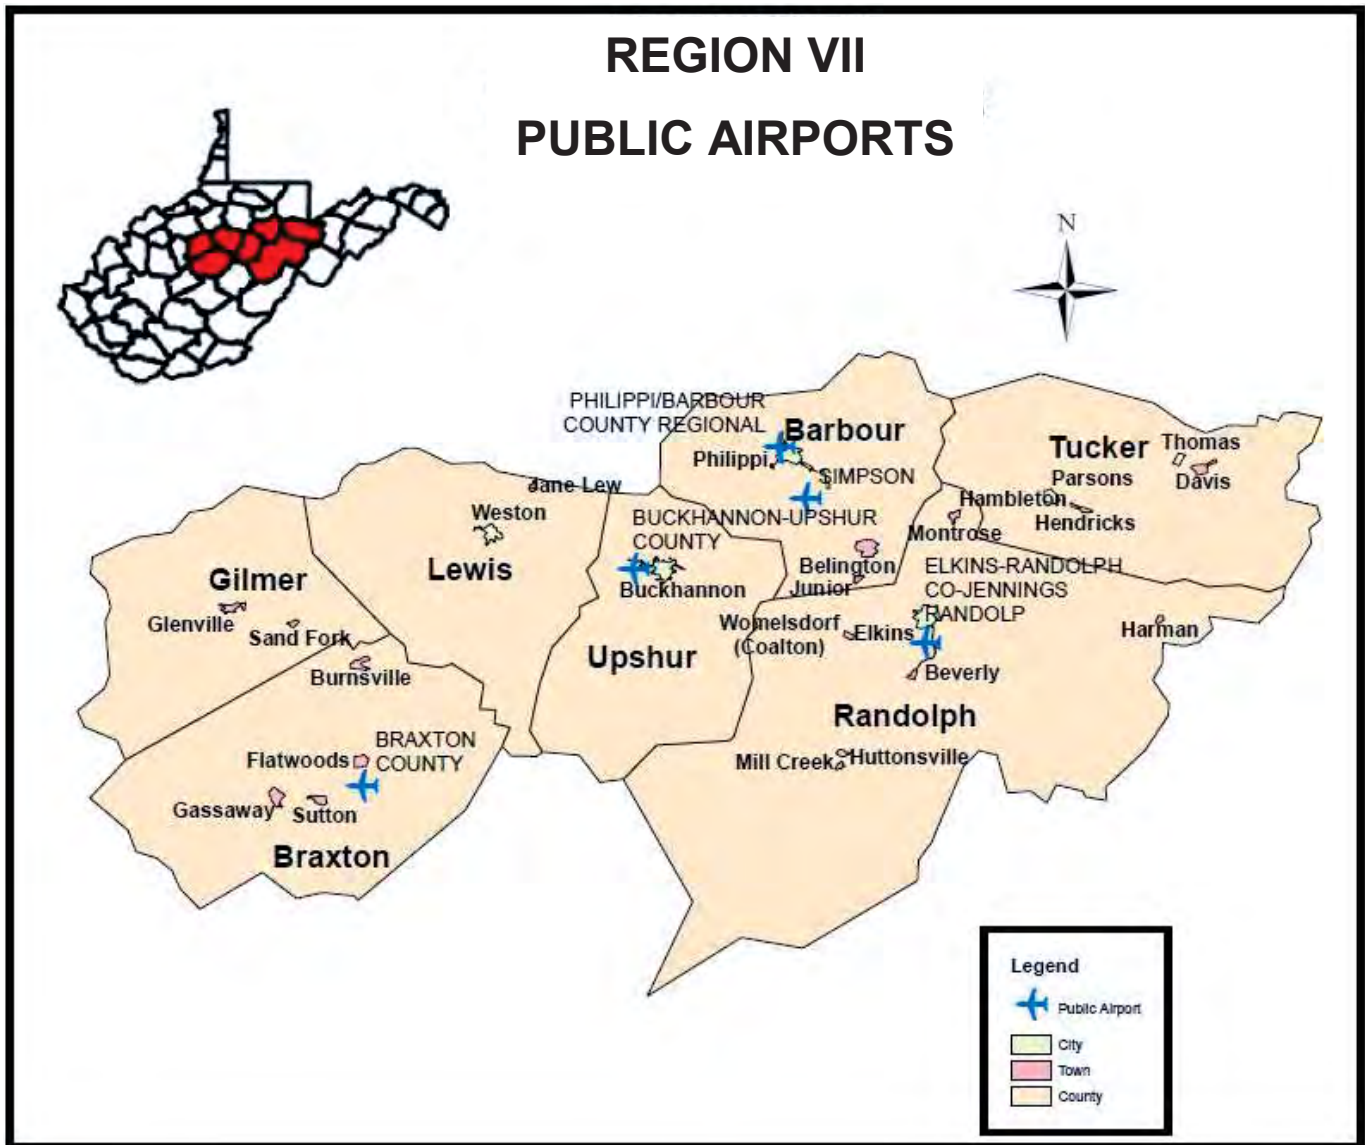 REGION VII
PUBLIC AIRPORTS
N
PHILIPPI/BARBOUR
COUNTY REGIONAL
Barbour
Philippi
SIMPSON
Tucker
Thomas
Parsons
Davis
Hambleton
Hendricks
Montrose
Jane Lew
Weston
Lewis
BUCKHANNON-UPSHUR
COUNTY
Buckhannon
Upshur
Belington
Junior
ELKINS-RANDOLPH
CO-JENNINGS
RANDOLP
Gilmer
Glenville
Sand Fork
Burnsville
Womelsdorf
(Coalton)
Elkins
Harman
Beverly
Randolph
Mill Creek
Huttonsville
BRAXTON
COUNTY
Flatwoods
Gassaway
Sutton
Braxton
Legend
Public Airport
City
Town
County